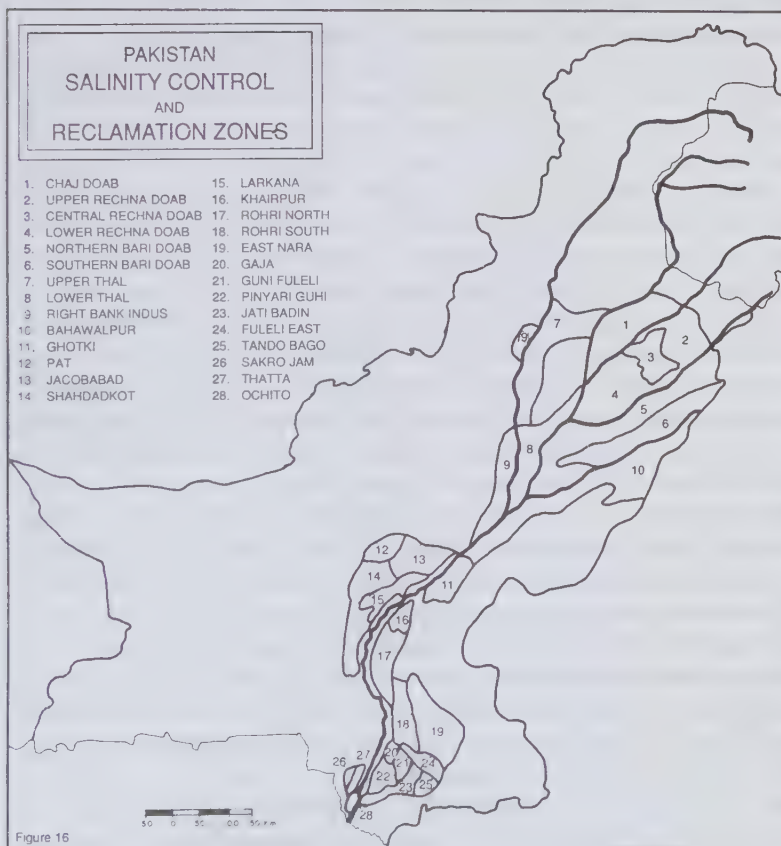 PAKISTAN
SALINITY CONTROL
AND
RECLAMATION ZONES
1. CHAJ DOAB
2. UPPER RECHNA DOAB
3. CENTRAL RECHNA DOAB
4. LOWER RECHNA DOAB
5. NORTHERN BARI DOAB
6. SOUTHERN BARI DOAB
7. UPPER THAL
8. LOWER THAL
9. RIGHT BANK INDUS
10. BAHAWALPUR
11. GHOTKI
12. PAT
13. JACOBABAD
14. SHAHDADKOT
15. LARKANA
16. KHAIRPUR
17. ROHRI NORTH
18. ROHRI SOUTH
19. EAST NARA
20. GAJA
21. GUNI FULELI
22. PINYARI GUHI
23. JATI BADIN
24. FULELI EAST
25. TANDO BAGO
26 SAKRO JAM
27. THATTA
28. OCHITO
7
1
2
3
4
5
6
8
9
10
12
13
14
11
15
16
17
18
19
20
21
24
22
23
25
26
27
28
Figure 16